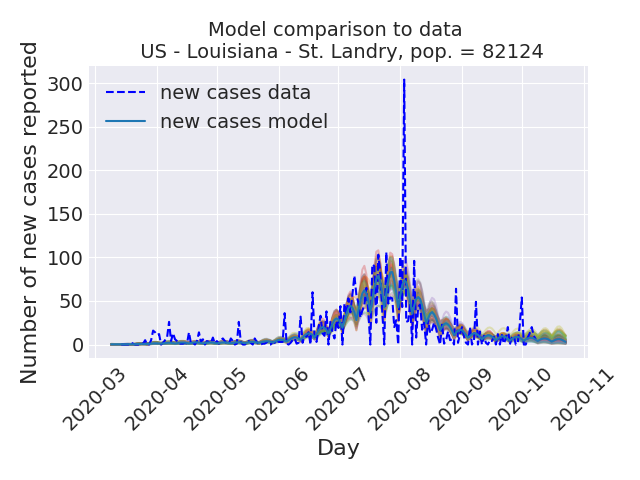 Model comparison to data
US - Louisiana - St. Landry, pop. = 82124
Number of new cases reported
300
250
200
150
100
50
0
new cases data
new cases model
2020-03
2020-04
2020-05
2020-06
2020-07
2020-08
2020-09
2020-10
2020-11
Day